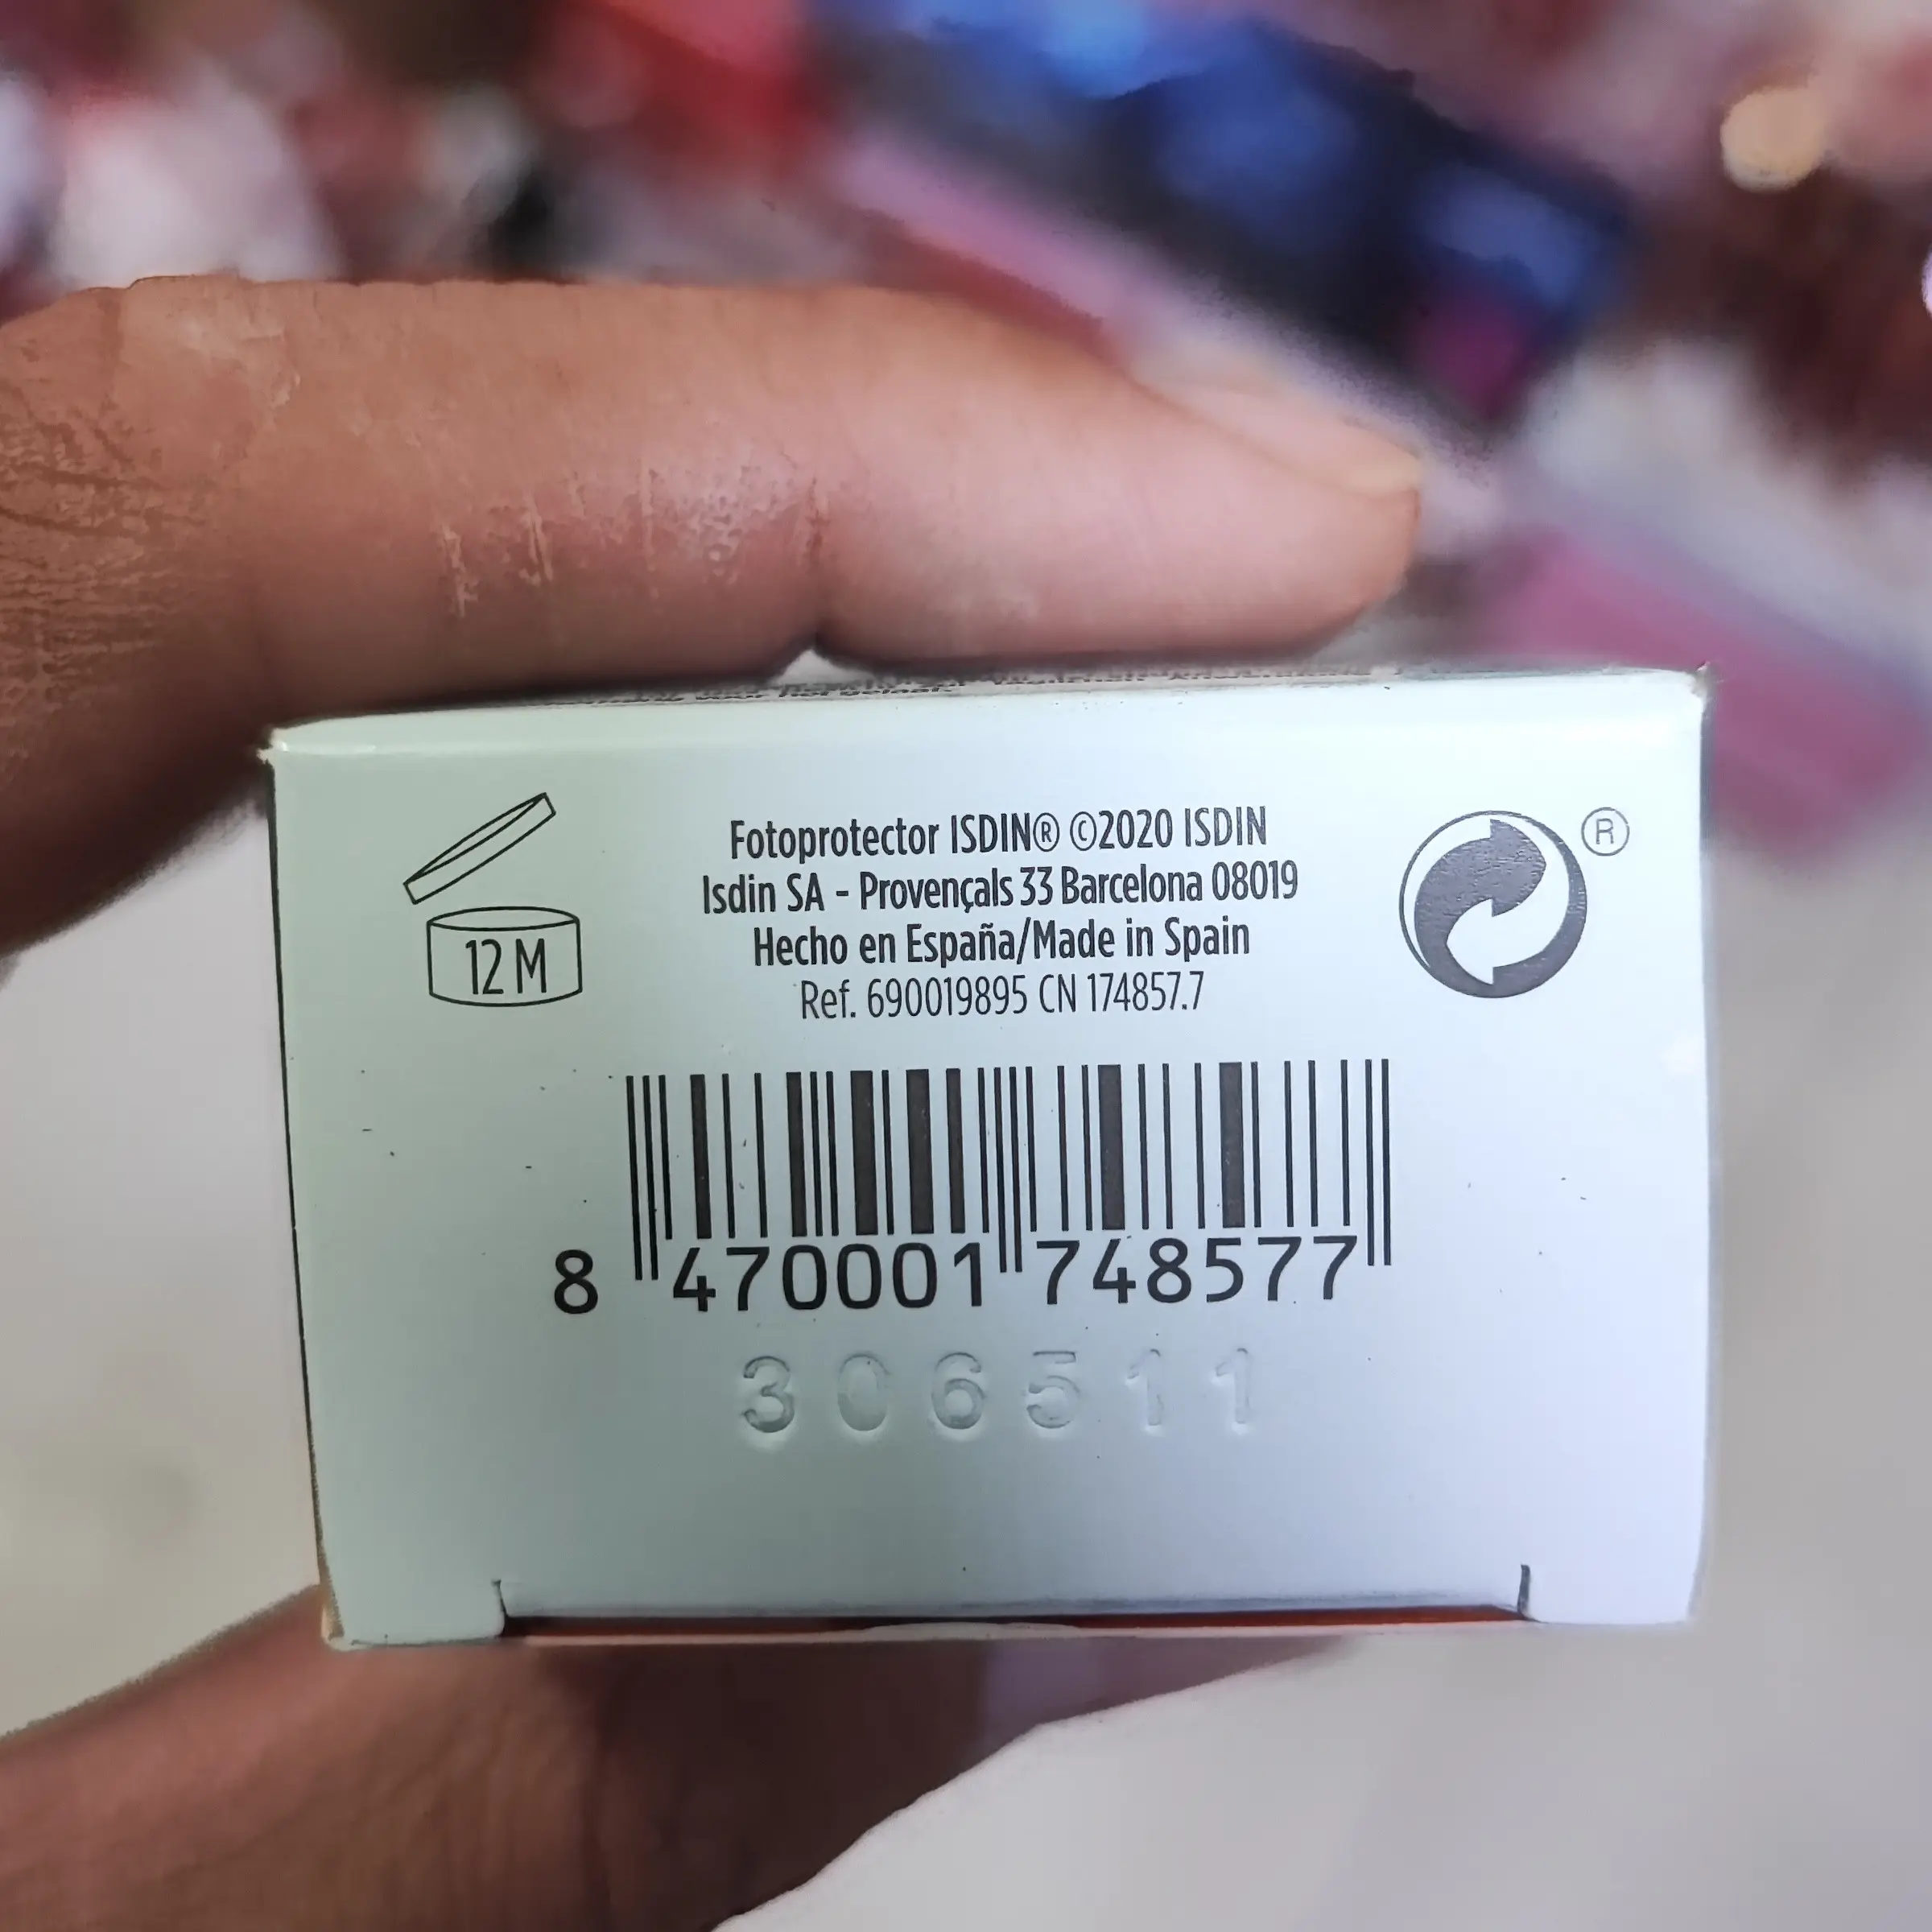 12 M
Fotoprotector ISDIN® ©2020 ISDIN
Isdin SA - Provençals 33 Barcelona 08019
Hecho en España/Made in Spain
Ref. 690019895 CN 174857.7
®
8 470001 748577
306511